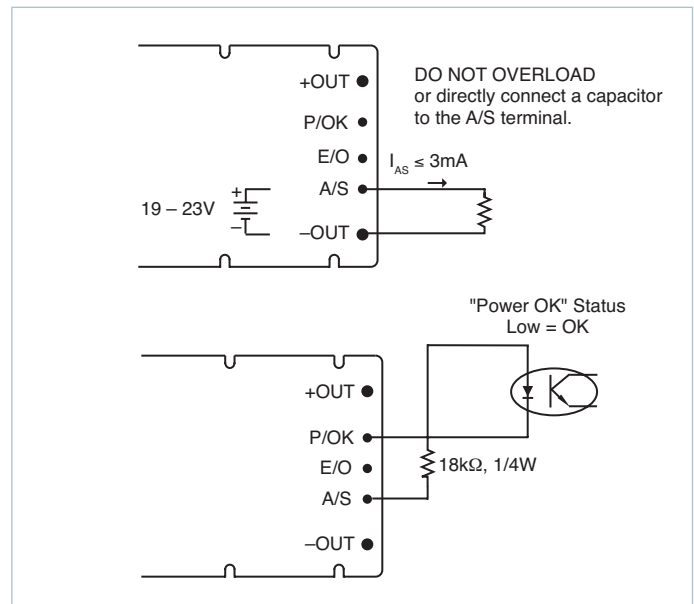 +OUT
DO NOT OVERLOAD
or directly connect a capacitor
to the A/S terminal.
P/OK
E/O
I_AS ≤ 3mA
A/S
19 – 23V
+
–
–OUT
"Power OK" Status
Low = OK
+OUT
P/OK
E/O
18kΩ, 1/4W
A/S
–OUT